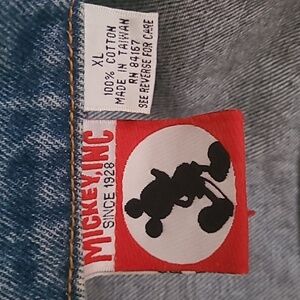 XL
100% COTTON
MADE IN TAIWAN
RN 84167
SEE REVERSE FOR CARE
MICKEY, INC
SINCE 1928